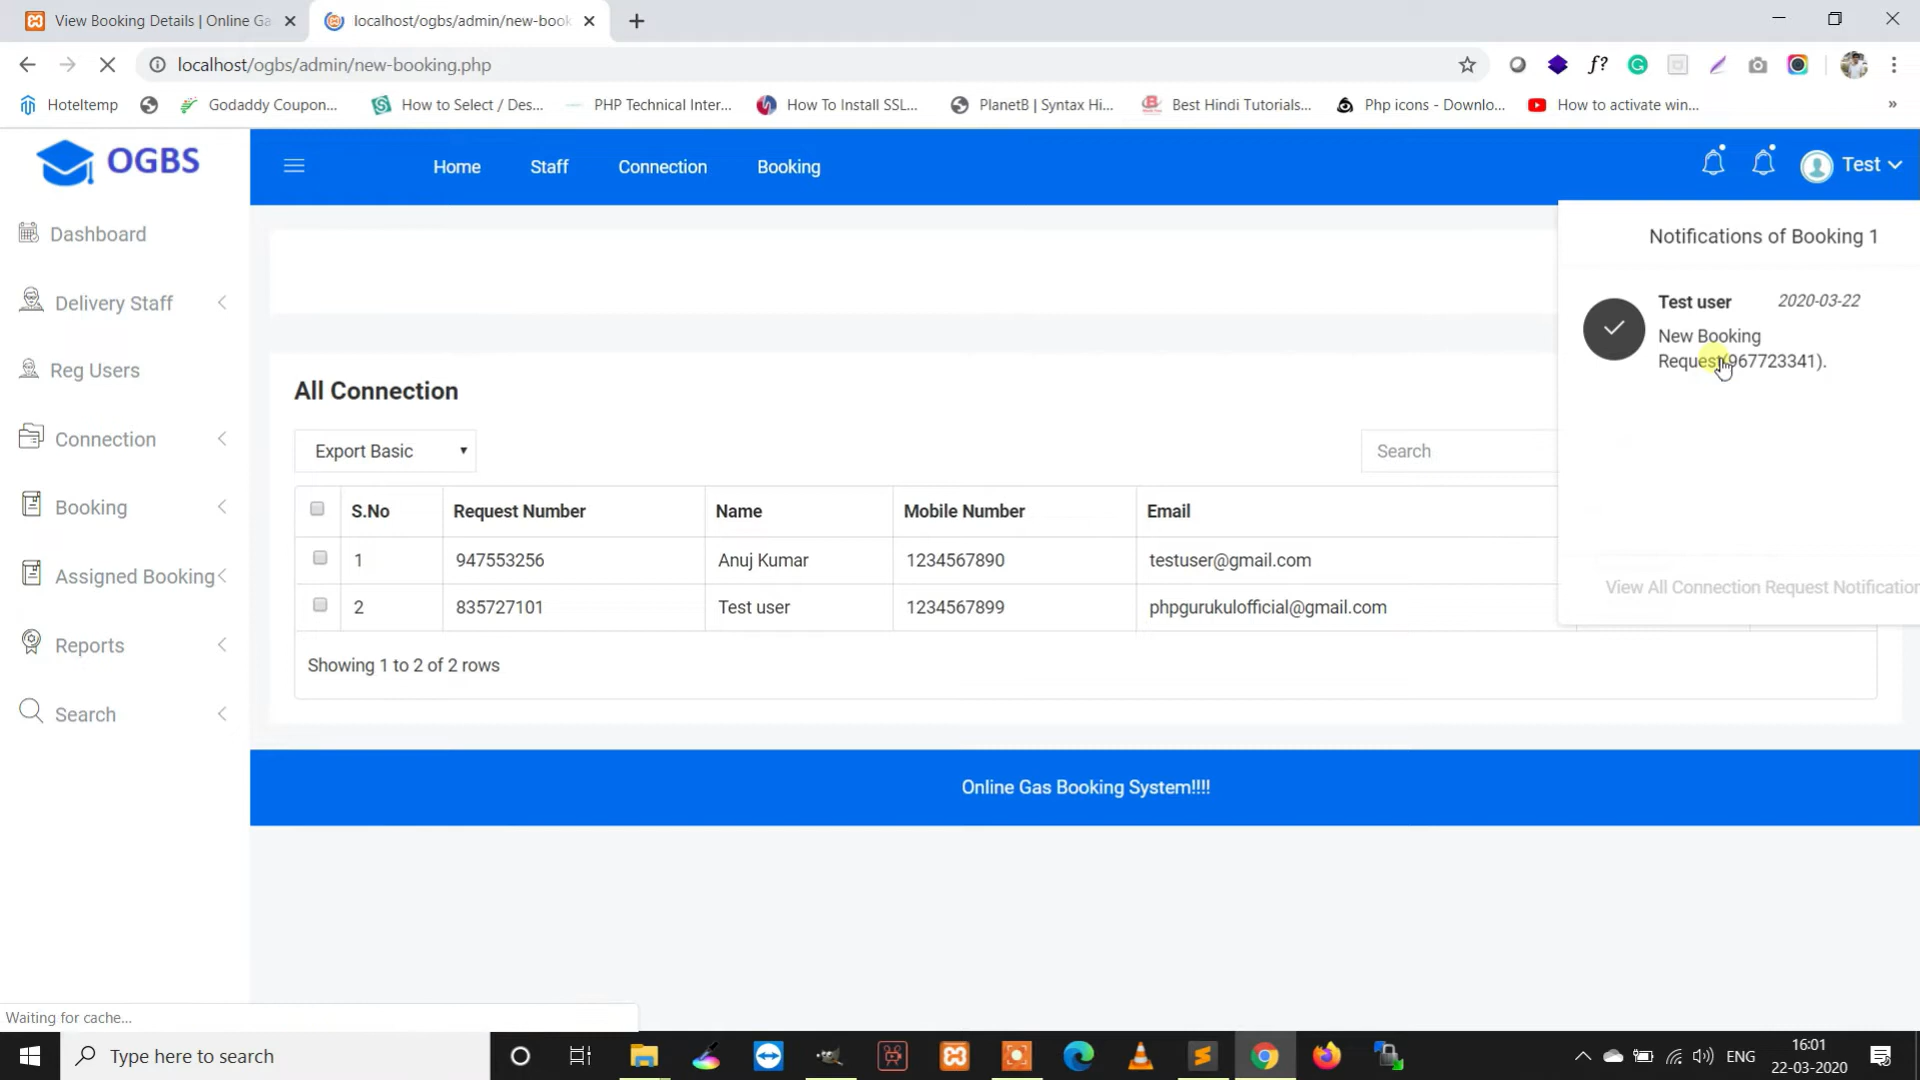 View Booking Details | Online Ga
localhost/ogbs/admin/new-book
localhost/ogbs/admin/new-booking.php
f?
Hoteltemp
Godaddy Coupon...
How to Select / Des...
PHP Technical Inter...
How To Install SSL...
PlanetB | Syntax Hi...
Best Hindi Tutorials...
Php icons - Downlo...
How to activate win...
»
OGBS
Home
Staff
Connection
Booking
Test
Dashboard
Delivery Staff
Reg Users
Connection
Booking
Assigned Booking
Reports
Search
Notifications of Booking 1
Test user 2020-03-22
New Booking
Request(967723341).
View All Connection Request Notification
All Connection
Export Basic
Search
S.No Request Number Name Mobile Number Email
1 947553256 Anuj Kumar 1234567890 testuser@gmail.com
2 835727101 Test user 1234567899 phpgurukulofficial@gmail.com
Showing 1 to 2 of 2 rows
Online Gas Booking System!!!!
Waiting for cache...
Type here to search
ENG
16:01
22-03-2020